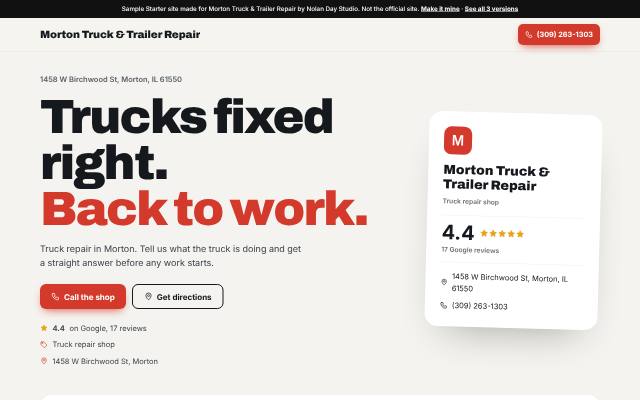 Sample Starter site made for Morton Truck & Trailer Repair by Nolan Day Studio. Not the official site. Make it mine · See all 3 versions
Morton Truck & Trailer Repair
(309) 263-1303
1458 W Birchwood St, Morton, IL 61550
Trucks fixed
right.
Back to work.
Truck repair in Morton. Tell us what the truck is doing and get
a straight answer before any work starts.
Call the shop
Get directions
4.4 on Google, 17 reviews
Truck repair shop
1458 W Birchwood St, Morton
M
Morton Truck &
Trailer Repair
Truck repair shop
4.4
17 Google reviews
1458 W Birchwood St, Morton, IL
61550
(309) 263-1303